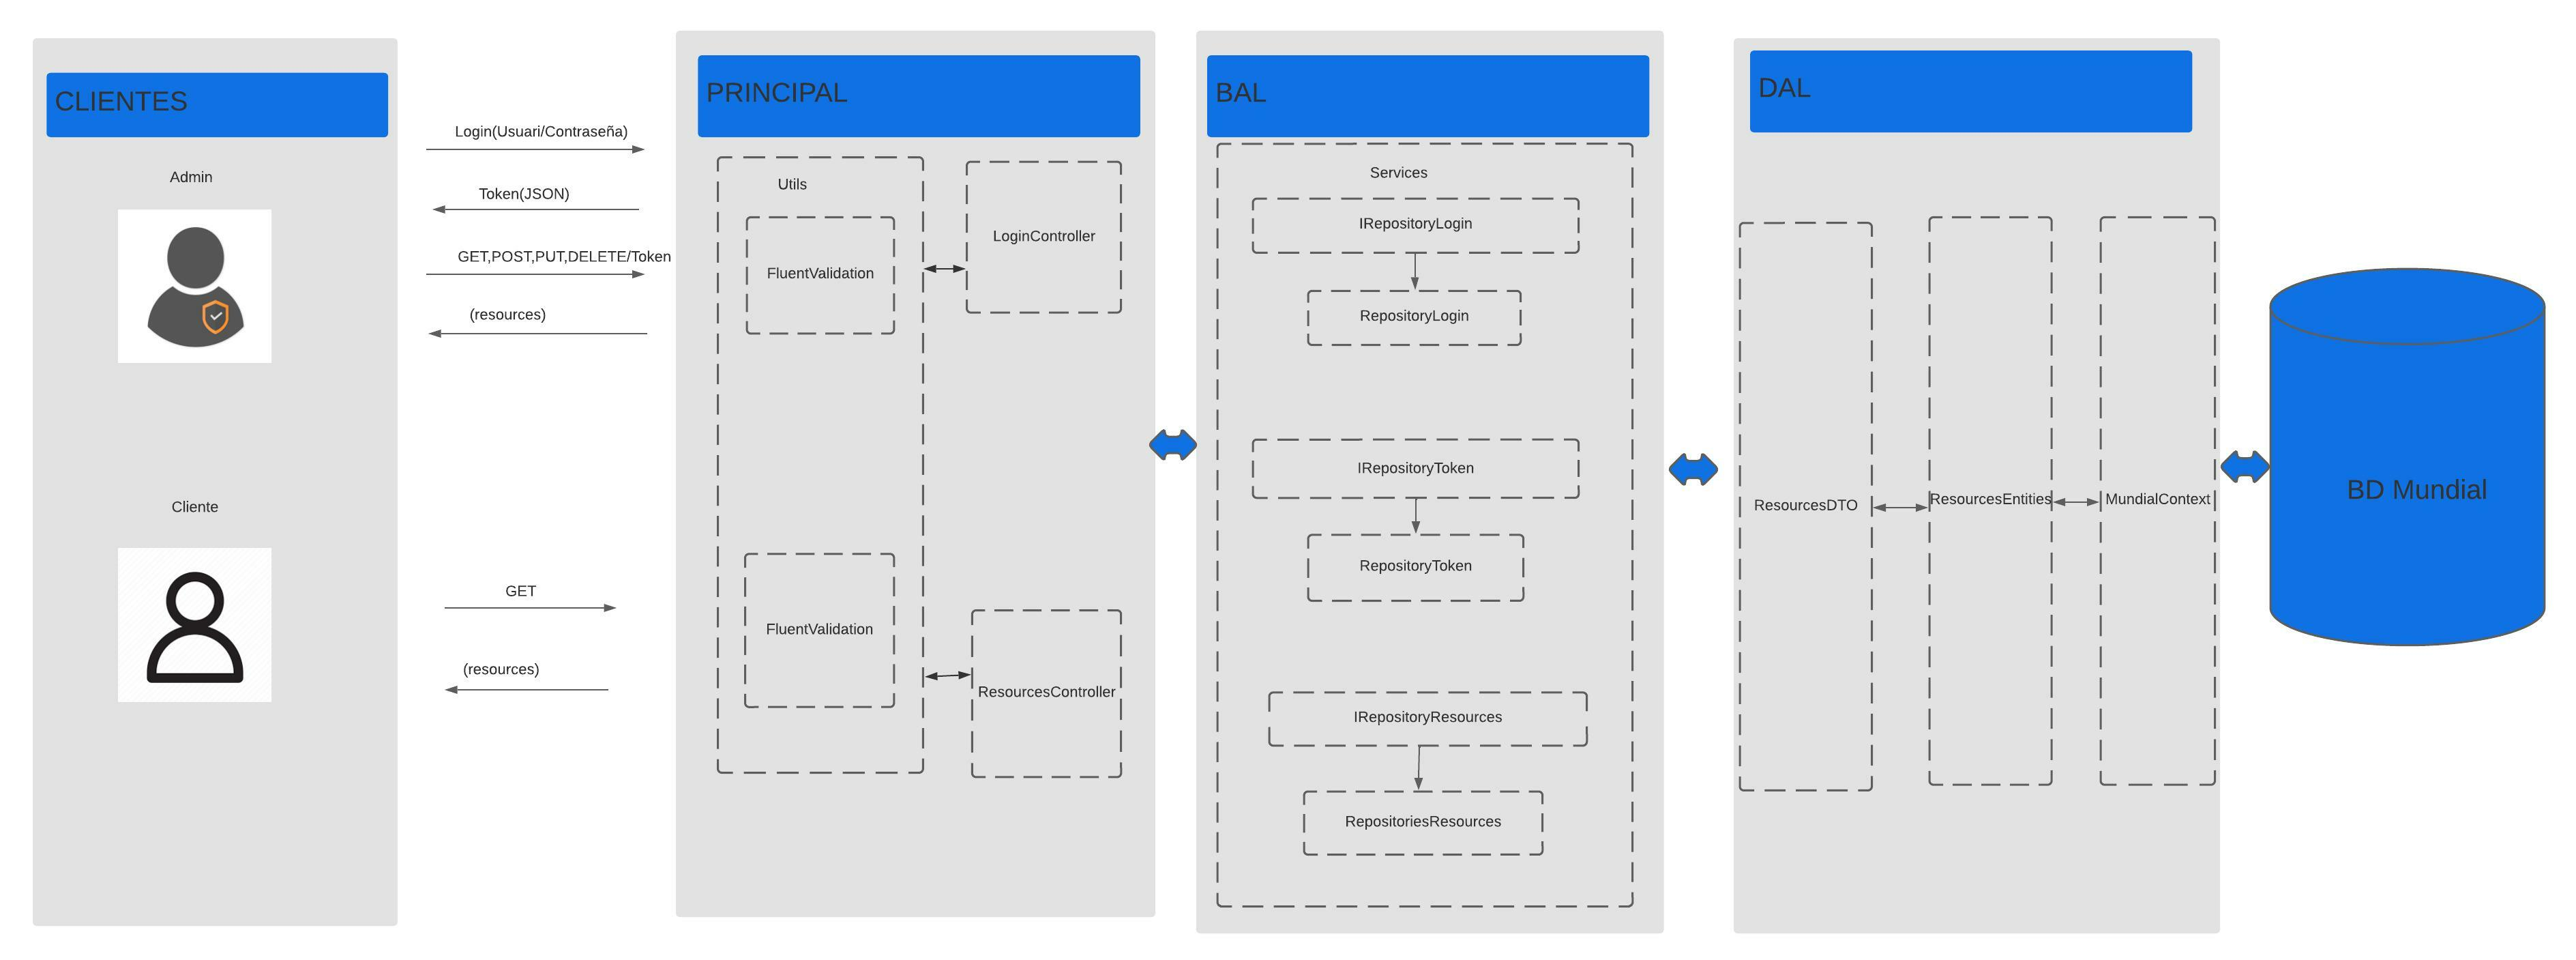 CLIENTES
Admin
Cliente
Login(Usuari/Contraseña)
Token(JSON)
GET,POST,PUT,DELETE/Token
(resources)
GET
(resources)
PRINCIPAL
Utils
FluentValidation
LoginController
FluentValidation
ResourcesController
BAL
Services
IRepositoryLogin
RepositoryLogin
IRepositoryToken
RepositoryToken
IRepositoryResources
RepositoriesResources
DAL
ResourcesDTO
ResourcesEntities
MundialContext
BD Mundial